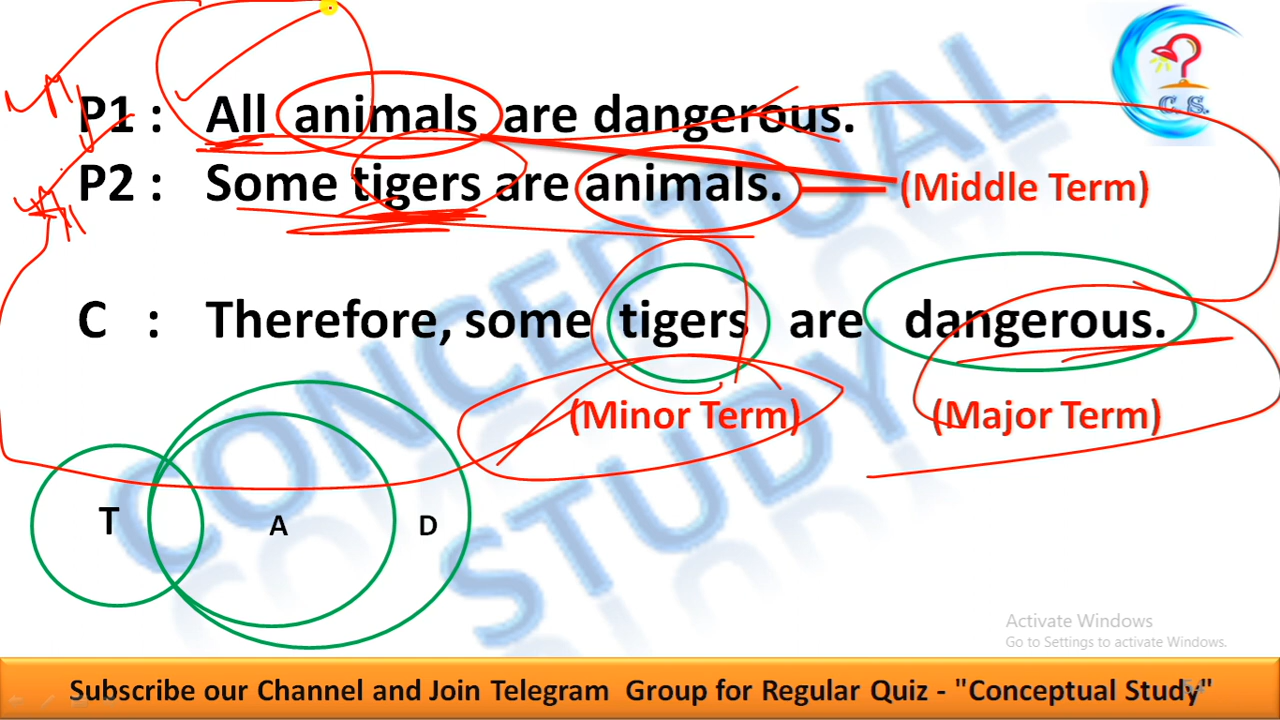 C. S.
P1 : All animals are dangerous.
P2 : Some tigers are animals. (Middle Term)
C : Therefore, some tigers are dangerous.
(Minor Term) (Major Term)
T A D
CONCEPTUAL
STUDY
Activate Windows
Go to Settings to activate Windows.
Subscribe our Channel and Join Telegram Group for Regular Quiz - "Conceptual Study"